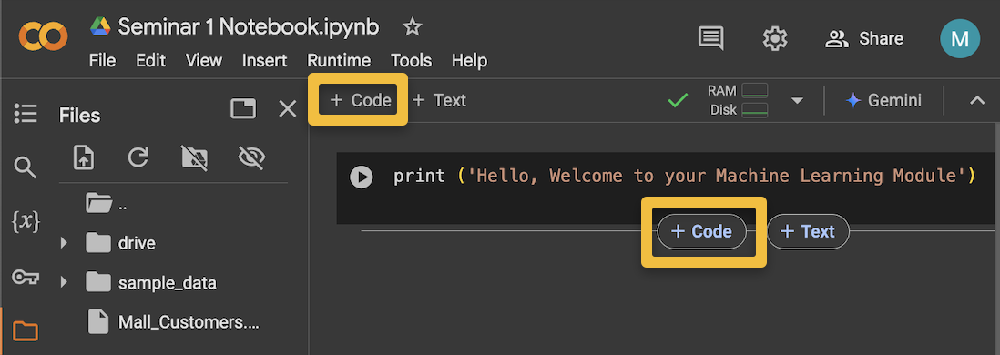 Seminar 1 Notebook.ipynb
File Edit View Insert Runtime Tools Help
Share
M
+ Code + Text
RAM
Disk
Gemini
Files
{x}
..
drive
sample_data
Mall_Customers....
print ('Hello, Welcome to your Machine Learning Module')
+ Code + Text